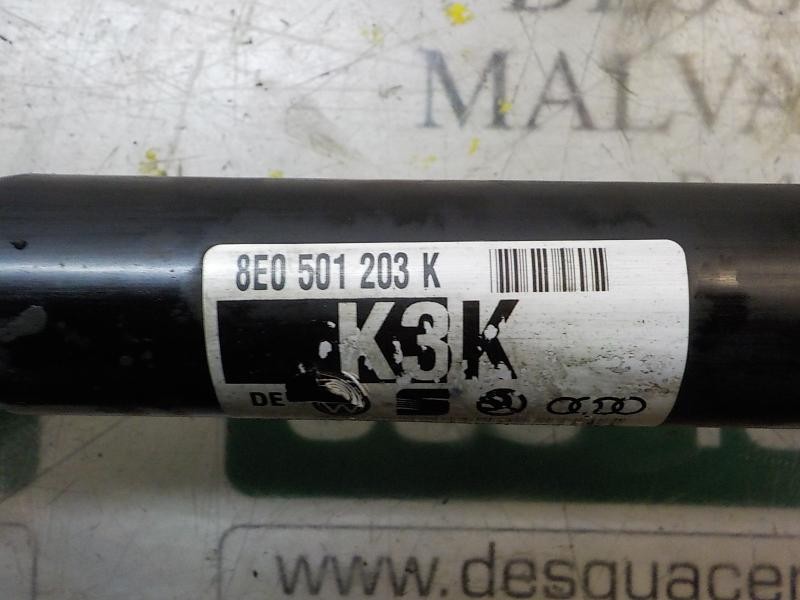 MALVA
8E0 501 203 K
K3K
DE
www.desguacen